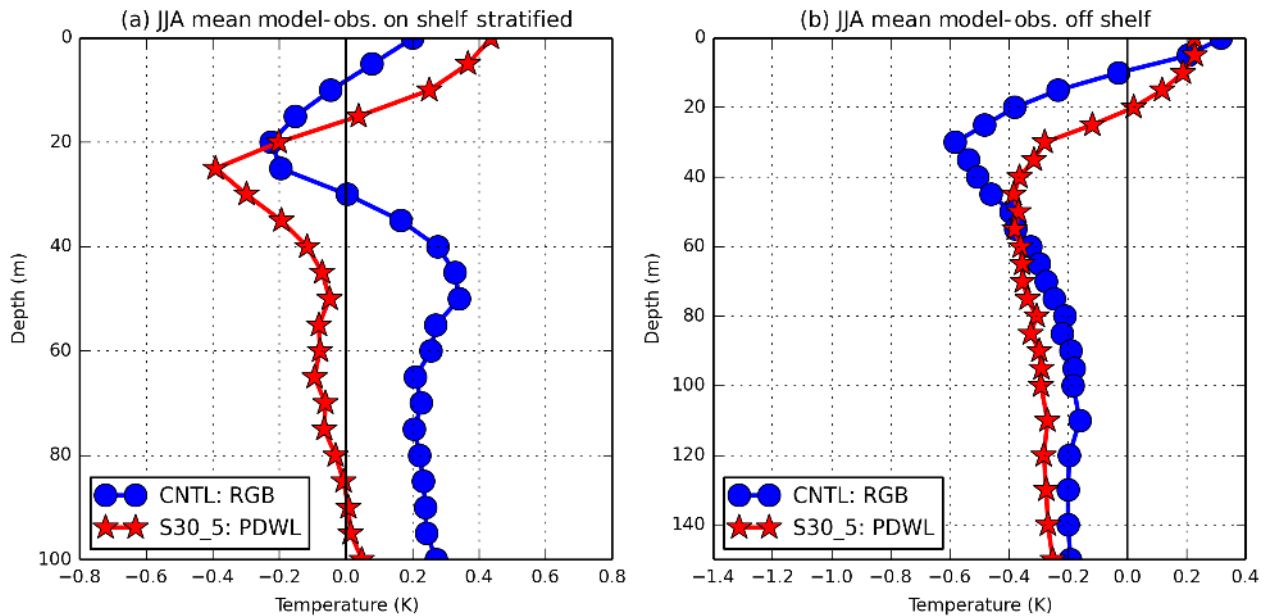 (a) JJA mean model-obs. on shelf stratified
0
20
40
60
80
100
Depth (m)
CNTL: RGB
S30_5: PDWL
−0.8 −0.6 −0.4 −0.2 0.0 0.2 0.4 0.6 0.8
Temperature (K)
(b) JJA mean model-obs. off shelf
0
20
40
60
80
100
120
140
Depth (m)
CNTL: RGB
S30_5: PDWL
−1.4 −1.2 −1.0 −0.8 −0.6 −0.4 −0.2 0.0 0.2 0.4
Temperature (K)